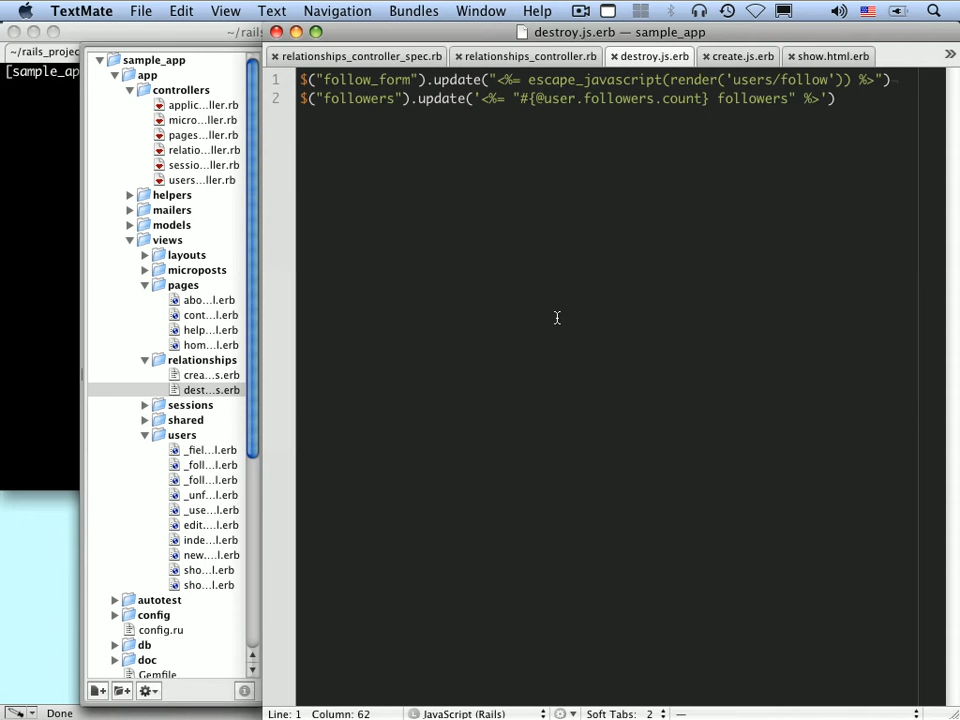 TextMate File Edit View Text Navigation Bundles Window Help
~/rails
destroy.js.erb — sample_app
~/rails_projec
[sample_ap
relationships_controller_spec.rb relationships_controller.rb destroy.js.erb create.js.erb show.html.erb »
1 $("follow_form").update("<%= escape_javascript(render('users/follow')) %>")
2 $("followers").update('<%= "#{@user.followers.count} followers" %>')
sample_app
app
controllers
applic...ller.rb
micro...ller.rb
pages...ller.rb
relatio...ller.rb
sessio...ller.rb
users...ller.rb
helpers
mailers
models
views
layouts
microposts
pages
abo...l.erb
cont...l.erb
help...l.erb
hom...l.erb
relationships
crea...s.erb
dest...s.erb
sessions
shared
users
_fiel...l.erb
_foll...l.erb
_foll...l.erb
_unf...l.erb
_use...l.erb
edit...l.erb
inde...l.erb
new....l.erb
sho...l.erb
sho...l.erb
autotest
config
config.ru
db
doc
Gemfile
Done
Line: 1 Column: 62 JavaScript (Rails) Soft Tabs: 2 —